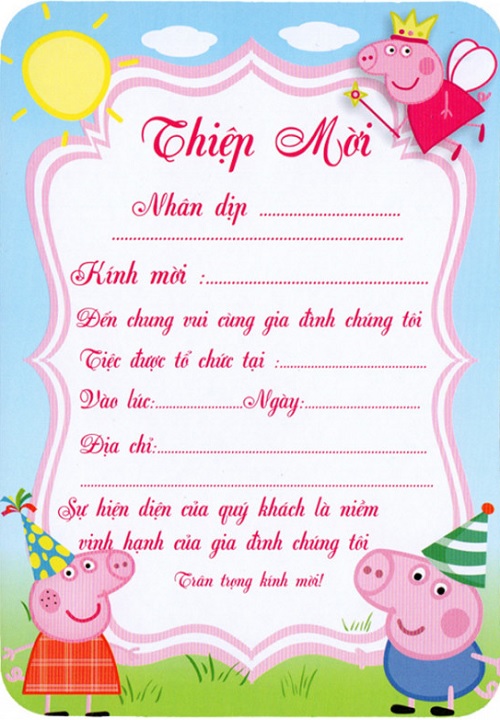 Thiệp Mời
Nhân dịp ..............................
..............................................................
Kính mời :................................................
Đến chung vui cùng gia đình chúng tôi
Tiệc được tổ chức tại :..............................
Vào lúc:...................Ngày:.........................
Địa chỉ:........................................................
...........................................................................
Sự hiện diện của quý khách là niềm
vinh hạnh của gia đình chúng tôi
Trân trọng kính mời!